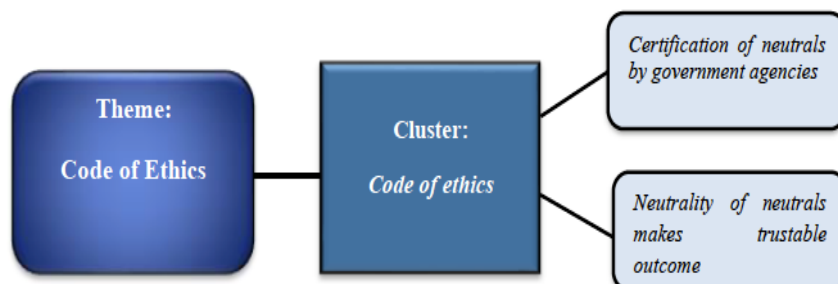 Theme:
Code of Ethics
Cluster:
Code of ethics
Certification of neutrals
by government agencies
Neutrality of neutrals
makes trustable
outcome